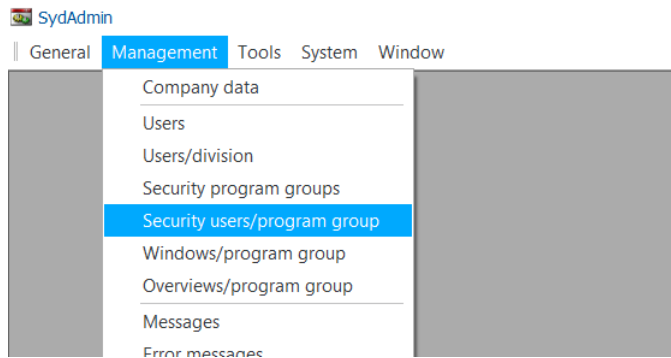 SydAdmin
General Management Tools System Window
Company data
Users
Users/division
Security program groups
Security users/program group
Windows/program group
Overviews/program group
Messages
Error messages